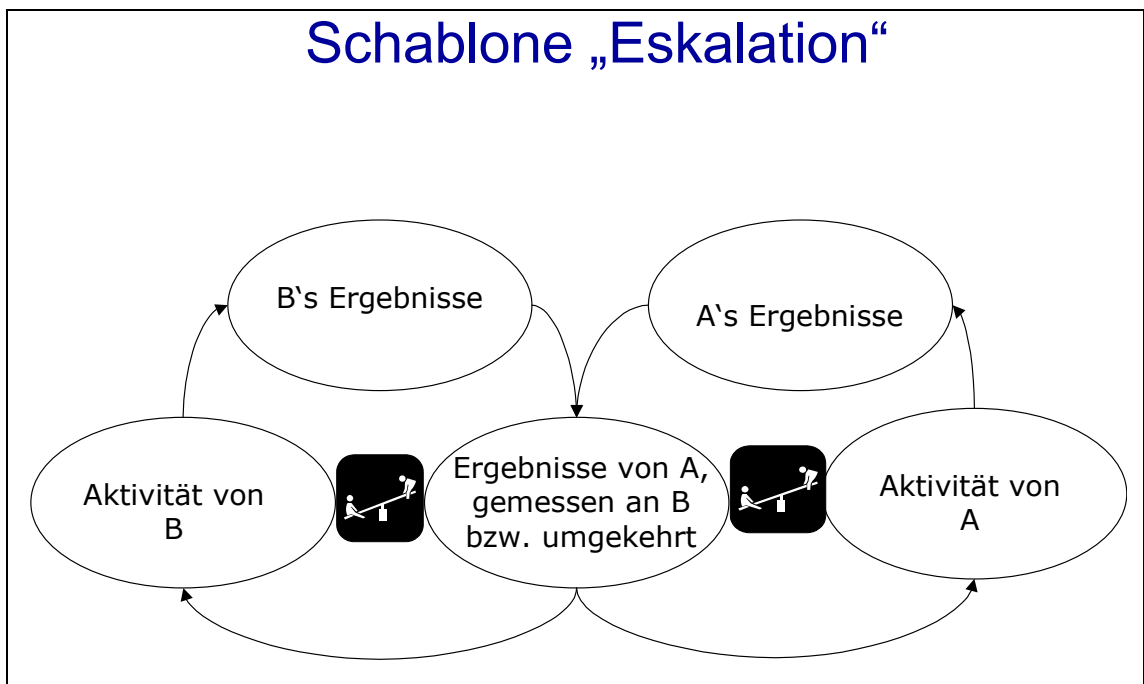 Schablone „Eskalation“
B‘s Ergebnisse
A‘s Ergebnisse
Aktivität von
B
Ergebnisse von A,
gemessen an B
bzw. umgekehrt
Aktivität von
A